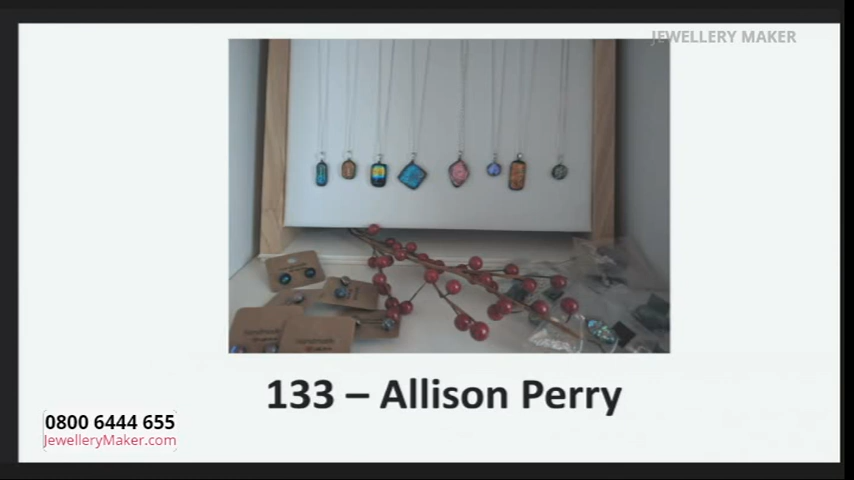 JEWELLERY MAKER
133 – Allison Perry
0800 6444 655
JewelleryMaker.com